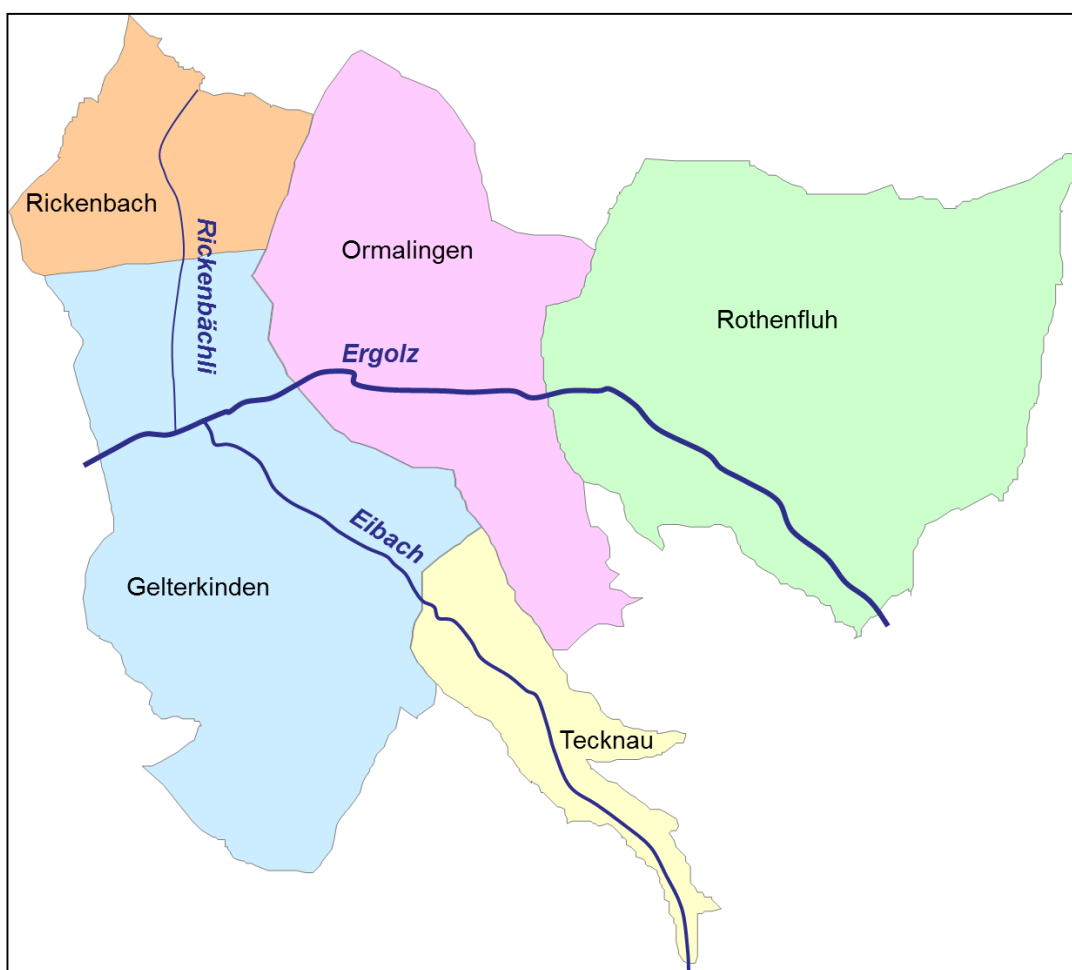 Rickenbach
Rickenbächli
Ormalingen
Rothenfluh
Ergolz
Eibach
Gelterkinden
Tecknau